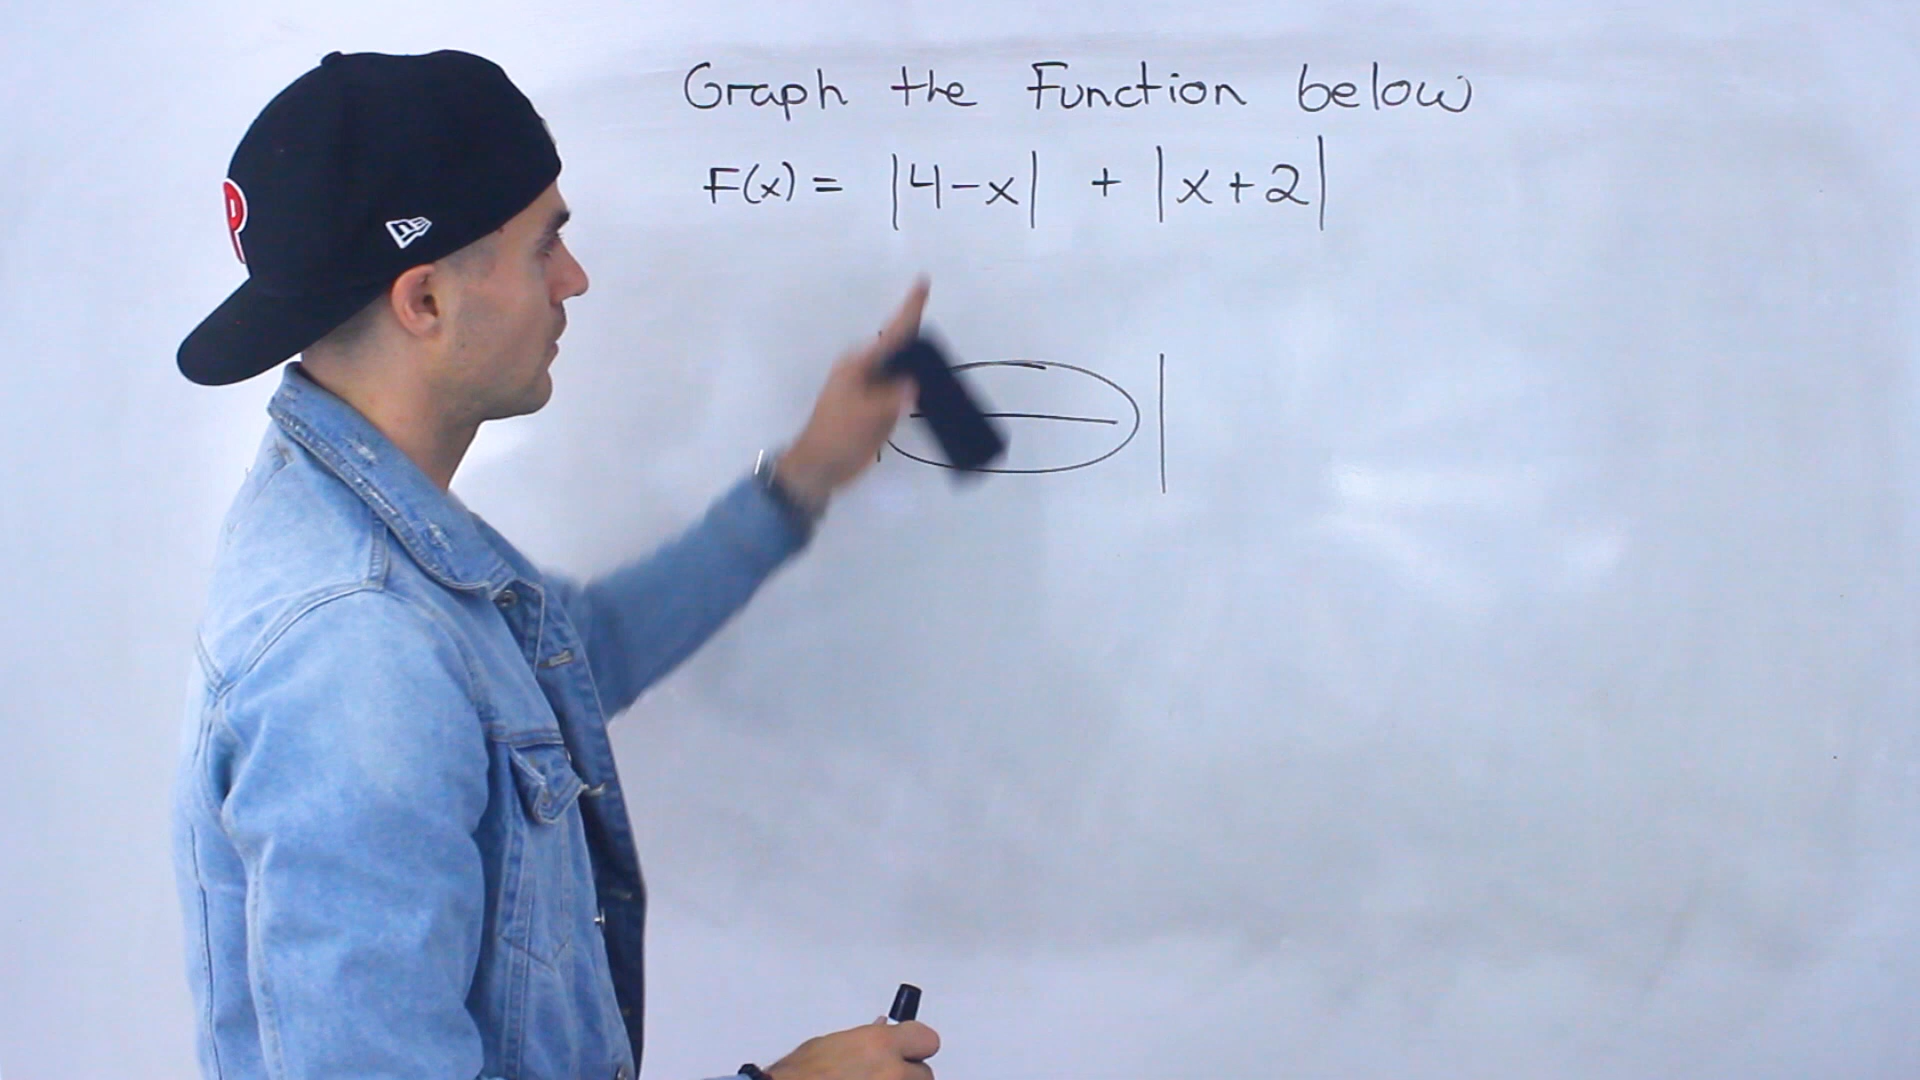 Graph the Function below
F(x) = |4-x| + |x+2|
P